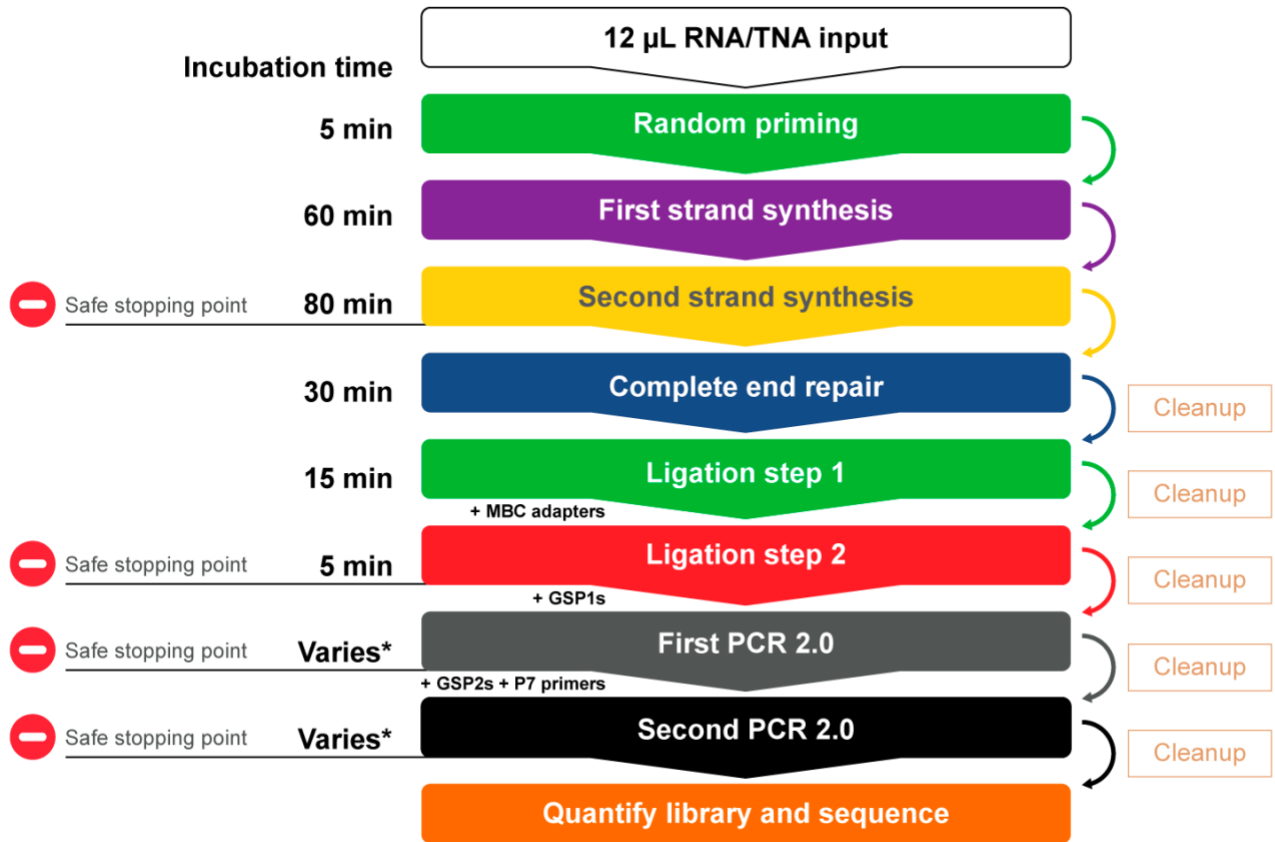 12 µL RNA/TNA input
Incubation time
5 min
Random priming
60 min
First strand synthesis
Safe stopping point
80 min
Second strand synthesis
30 min
Complete end repair
Cleanup
15 min
Ligation step 1
Cleanup
+ MBC adapters
Safe stopping point
5 min
Ligation step 2
Cleanup
+ GSP1s
Safe stopping point
Varies*
First PCR 2.0
Cleanup
+ GSP2s + P7 primers
Safe stopping point
Varies*
Second PCR 2.0
Cleanup
Quantify library and sequence